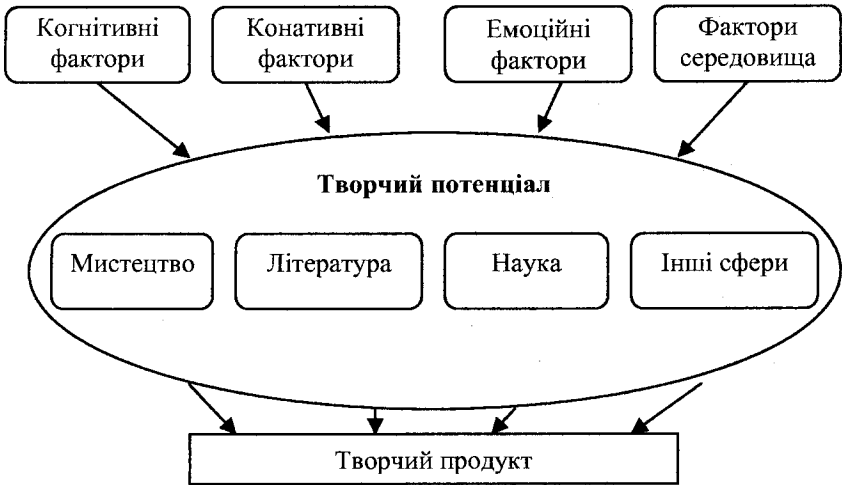 Когнітивні
фактори
Конативні
фактори
Емоційні
фактори
Фактори
середовища
Творчий потенціал
Мистецтво
Література
Наука
Інші сфери
Творчий продукт